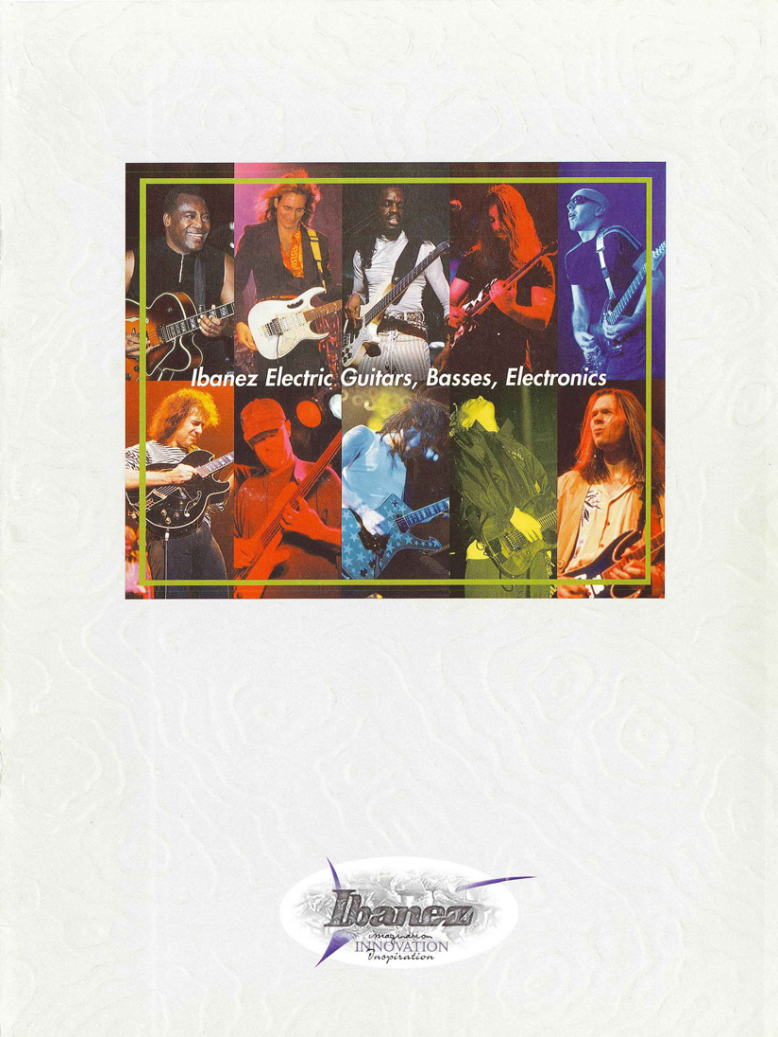 Ibanez Electric Guitars, Basses, Electronics
Ibanez
Imagination
INNOVATION
Inspiration